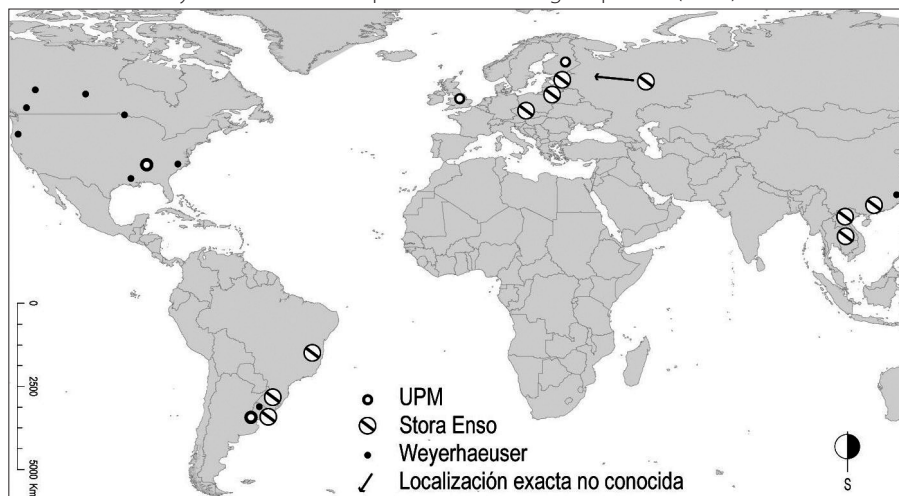 0
2500
5000 Km
UPM
Stora Enso
Weyerhaeuser
Localización exacta no conocida
S